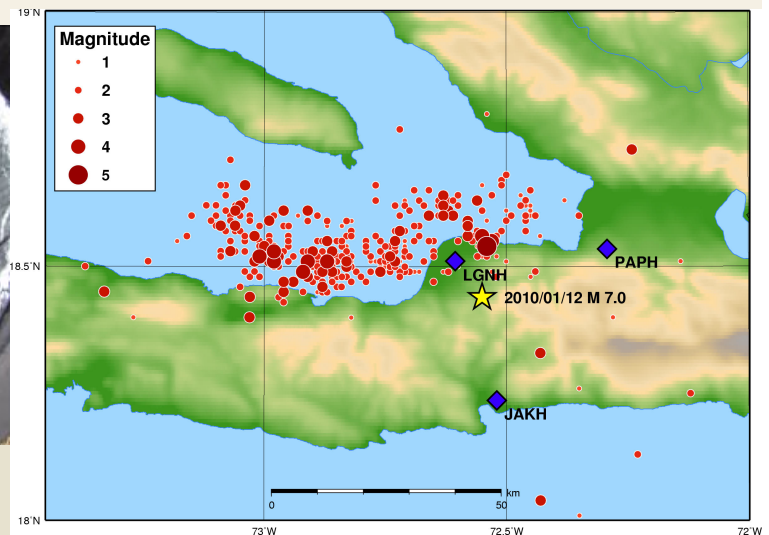 19˚N
Magnitude
1
2
3
4
5
18.5˚N
PAPH
LGNH
2010/01/12 M 7.0
JAKH
0
50
km
18˚N
73˚W
72.5˚W
72˚W